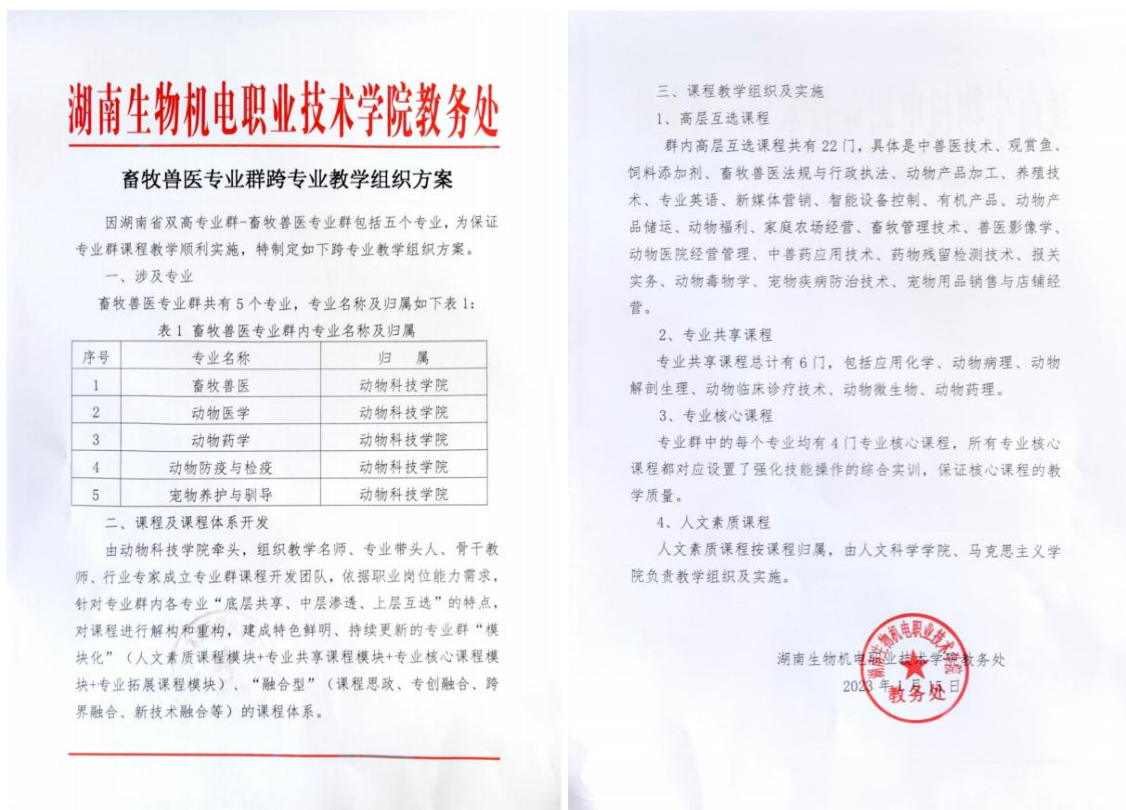 湖南生物机电职业技术学院教务处
畜牧兽医专业群跨专业教学组织方案
因湖南省双高专业群-畜牧兽医专业群包括五个专业，为保证
专业群课程教学顺利实施，特制定如下跨专业教学组织方案。
一、涉及专业
畜牧兽医专业群共有5个专业，专业名称及归属如下表1：
表1 畜牧兽医专业群内专业名称及归属
序号 专业名称 归 属
1 畜牧兽医 动物科技学院
2 动物医学 动物科技学院
3 动物药学 动物科技学院
4 动物防疫与检疫 动物科技学院
5 宠物养护与驯导 动物科技学院
二、课程及课程体系开发
由动物科技学院牵头，组织教学名师、专业带头人、骨干教
师、行业专家成立专业群课程开发团队，依据职业岗位能力需求，
针对专业群内各专业“底层共享、中层渗透、上层互选”的特点，
对课程进行解构和重构，建成特色鲜明、持续更新的专业群“模
块化”（人文素质课程模块+专业共享课程模块+专业核心课程模
块+专业拓展课程模块）、“融合型”（课程思政、专创融合、跨
界融合、新技术融合等）的课程体系。
三、课程教学组织及实施
1、高层互选课程
群内高层互选课程共有22门，具体是中兽医技术、观赏鱼、
饲料添加剂、畜牧兽医法规与行政执法、动物产品加工、养殖技
术、专业英语、新媒体营销、智能设备控制、有机产品、动物产
品储运、动物福利、家庭农场经营、畜牧管理技术、兽医影像学、
动物医院经营管理、中兽药应用技术、药物残留检测技术、报关
实务、动物毒物学、宠物疾病防治技术、宠物用品销售与店铺经
营。
2、专业共享课程
专业共享课程总计有6门，包括应用化学、动物病理、动物
解剖生理、动物临床诊疗技术、动物微生物、动物药理。
3、专业核心课程
专业群中的每个专业均有4门专业核心课程，所有专业核心
课程都对应设置了强化技能操作的综合实训，保证核心课程的教
学质量。
4、人文素质课程
人文素质课程按课程归属，由人文科学学院、马克思主义学
院负责教学组织及实施。
湖南生物机电职业技术学院教务处
2023年1月15日
湖南生物机电职业技术学院
教务处